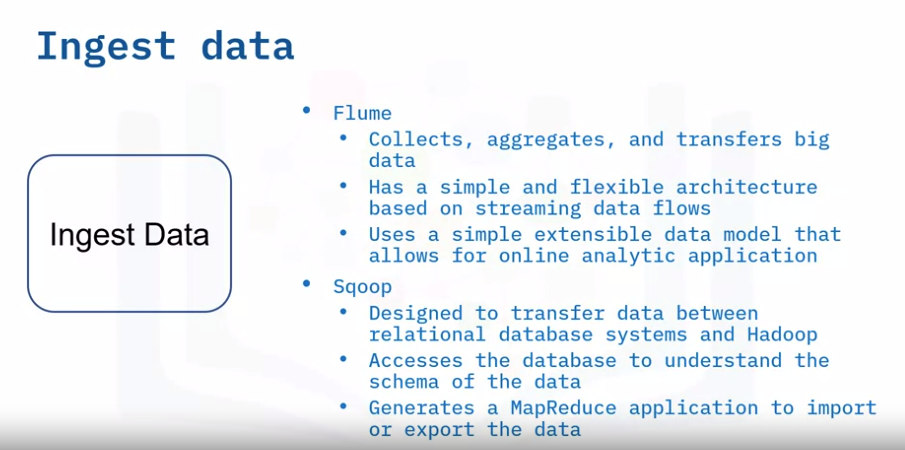 Ingest data
Ingest Data
• Flume
• Collects, aggregates, and transfers big
data
• Has a simple and flexible architecture
based on streaming data flows
• Uses a simple extensible data model that
allows for online analytic application
• Sqoop
• Designed to transfer data between
relational database systems and Hadoop
• Accesses the database to understand the
schema of the data
• Generates a MapReduce application to import
or export the data